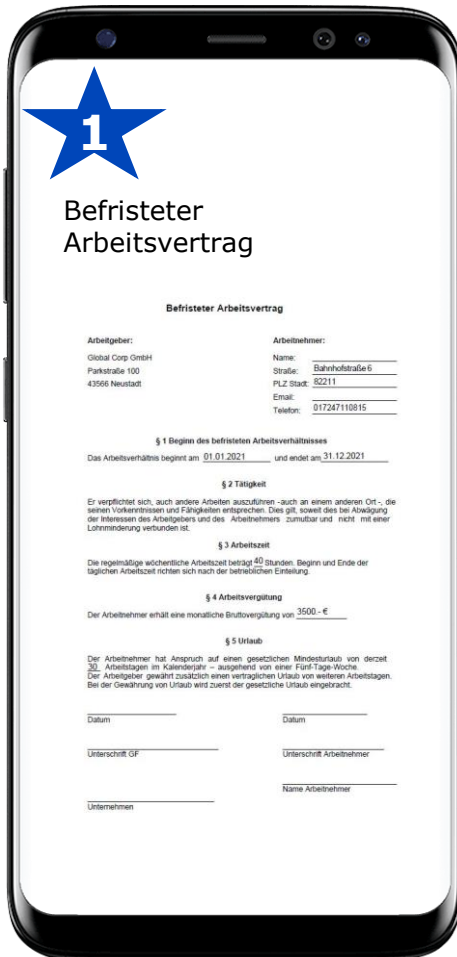 1
Befristeter
Arbeitsvertrag
Befristeter Arbeitsvertrag
Arbeitgeber:
Global Corp GmbH
Parkstraße 100
43566 Neustadt
Arbeitnehmer:
Name:
Straße: Bahnhofstraße 6
PLZ Stadt: 82211
Email:
Telefon: 017247110815
§ 1 Beginn des befristeten Arbeitsverhältnisses
Das Arbeitsverhältnis beginnt am 01.01.2021 und endet am 31.12.2021
§ 2 Tätigkeit
Er verpflichtet sich, auch andere Arbeiten auszuführen -auch an einem anderen Ort -, die
seinen Vorkenntnissen und Fähigkeiten entsprechen. Dies gilt, soweit dies bei Abwägung
der Interessen des Arbeitgebers und des Arbeitnehmers zumutbar und nicht mit einer
Lohnminderung verbunden ist.
§ 3 Arbeitszeit
Die regelmäßige wöchentliche Arbeitszeit beträgt 40 Stunden. Beginn und Ende der
täglichen Arbeitszeit richten sich nach der betrieblichen Einteilung.
§ 4 Arbeitsvergütung
Der Arbeitnehmer erhält eine monatliche Bruttovergütung von 3500.- €
§ 5 Urlaub
Der Arbeitnehmer hat Anspruch auf einen gesetzlichen Mindesturlaub von derzeit
30 Arbeitstagen im Kalenderjahr – ausgehend von einer Fünf-Tage-Woche.
Der Arbeitgeber gewährt zusätzlich einen vertraglichen Urlaub von weiteren Arbeitstagen.
Bei der Gewährung von Urlaub wird zuerst der gesetzliche Urlaub eingebracht.
Datum
Datum
Unterschrift GF
Unterschrift Arbeitnehmer
Name Arbeitnehmer
Unternehmen